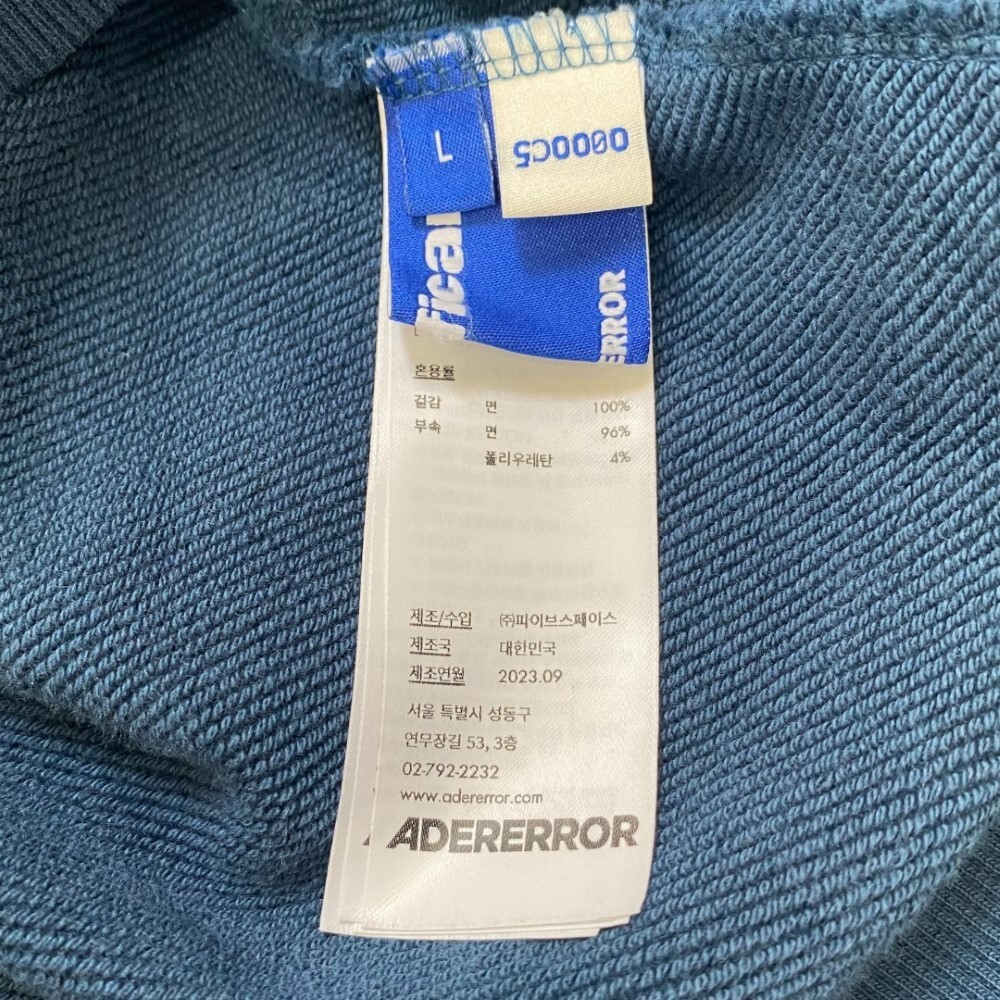 L
0000C5
Fical
ERROR
혼용률
겉감 면 100%
부속 면 96%
폴리우레탄 4%
제조/수입 ㈜파이브스페이스
제조국 대한민국
제조연월 2023.09
서울 특별시 성동구
연무장길 53, 3층
02-792-2232
www.adererror.com
ADERERROR